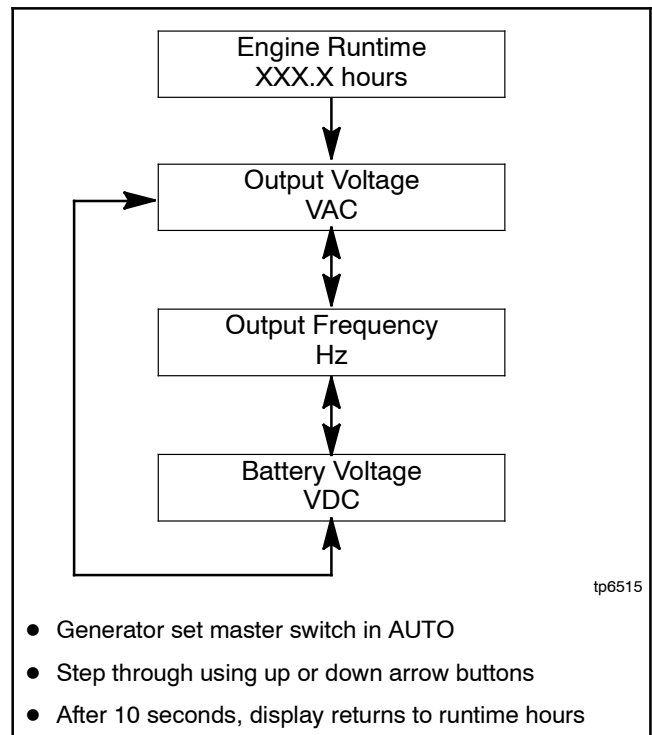 Engine Runtime
XXX.X hours
Output Voltage
VAC
Output Frequency
Hz
Battery Voltage
VDC
tp6515
● Generator set master switch in AUTO
● Step through using up or down arrow buttons
● After 10 seconds, display returns to runtime hours